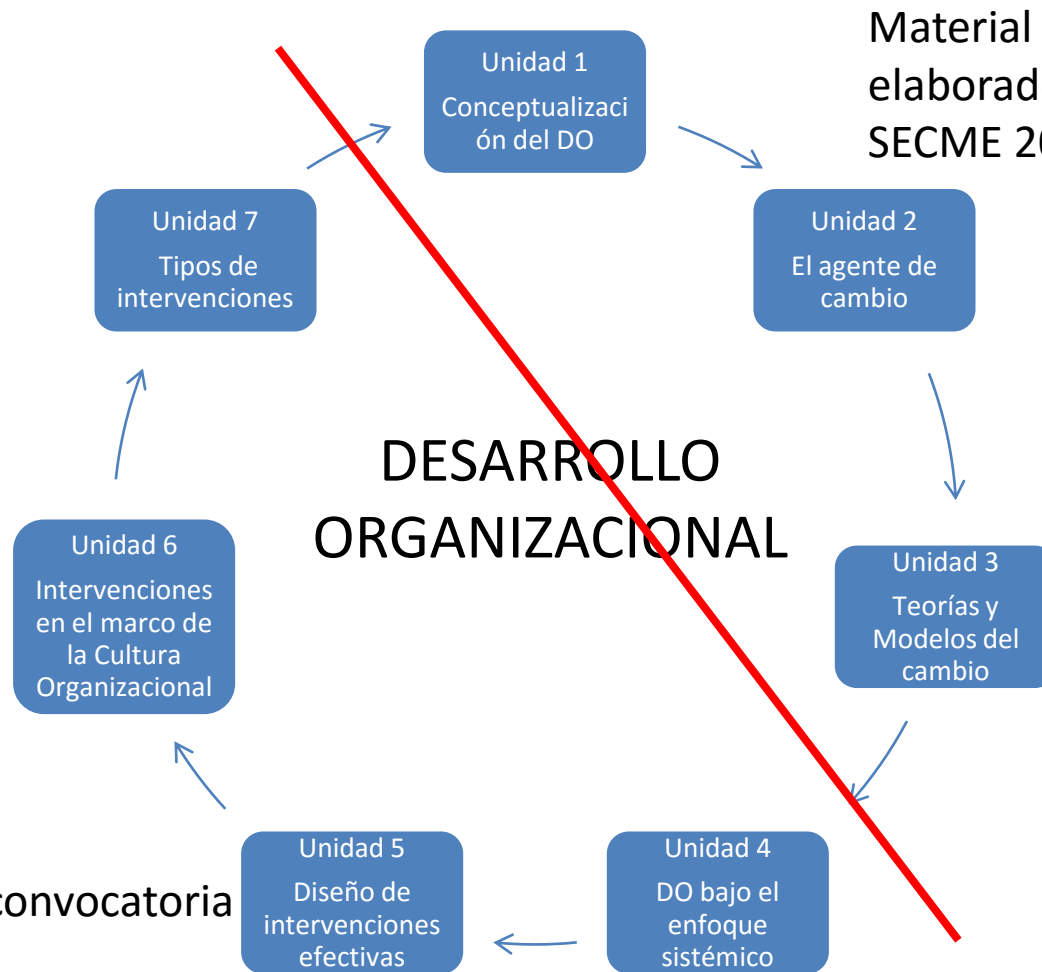 Material
elaborad
SECME 20
Unidad 1
Conceptualizaci
ón del DO
Unidad 2
El agente de
cambio
Unidad 3
Teorías y
Modelos del
cambio
Unidad 4
DO bajo el
enfoque
sistémico
Unidad 5
Diseño de
intervenciones
efectivas
Unidad 6
Intervenciones
en el marco de
la Cultura
Organizacional
Unidad 7
Tipos de
intervenciones
DESARROLLO
ORGANIZACIONAL
convocatoria